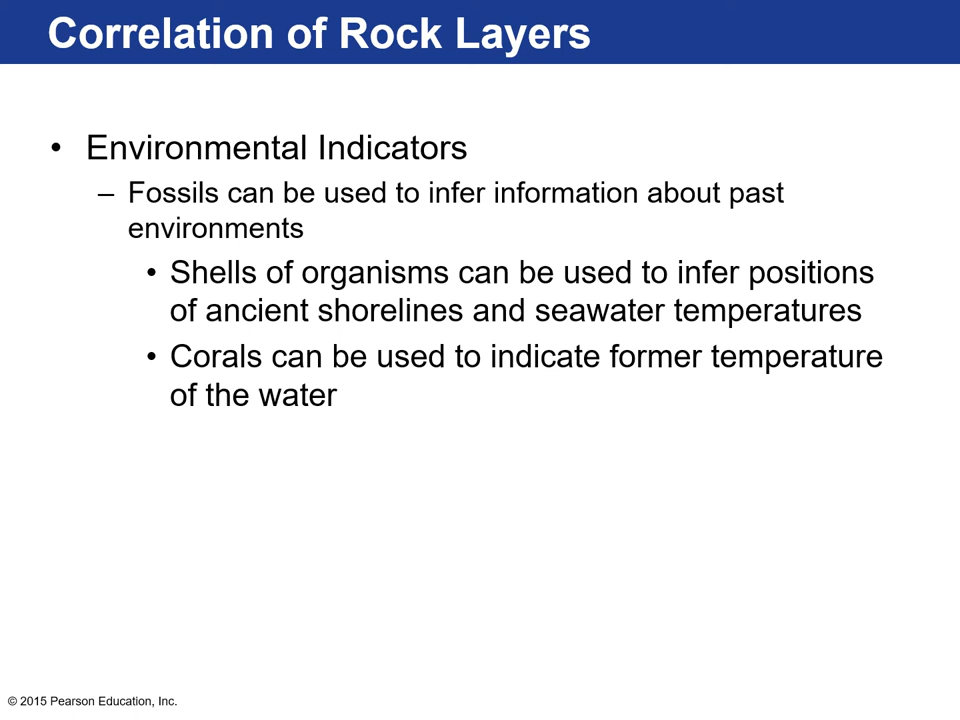 Correlation of Rock Layers
• Environmental Indicators
– Fossils can be used to infer information about past
environments
• Shells of organisms can be used to infer positions
of ancient shorelines and seawater temperatures
• Corals can be used to indicate former temperature
of the water
© 2015 Pearson Education, Inc.